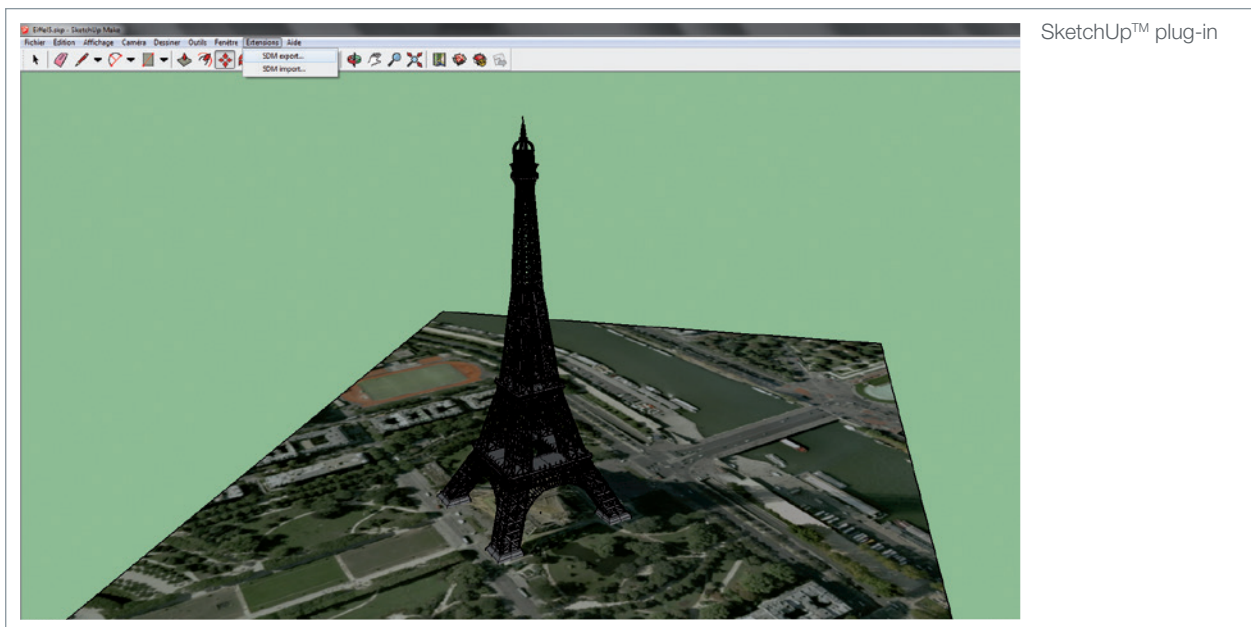 Eiffel5.skp - SketchUp Make
Fichier Edition Affichage Caméra Dessiner Outils Fenêtre Extensions Aide
SDM export...
SDM import...
SketchUp™ plug-in